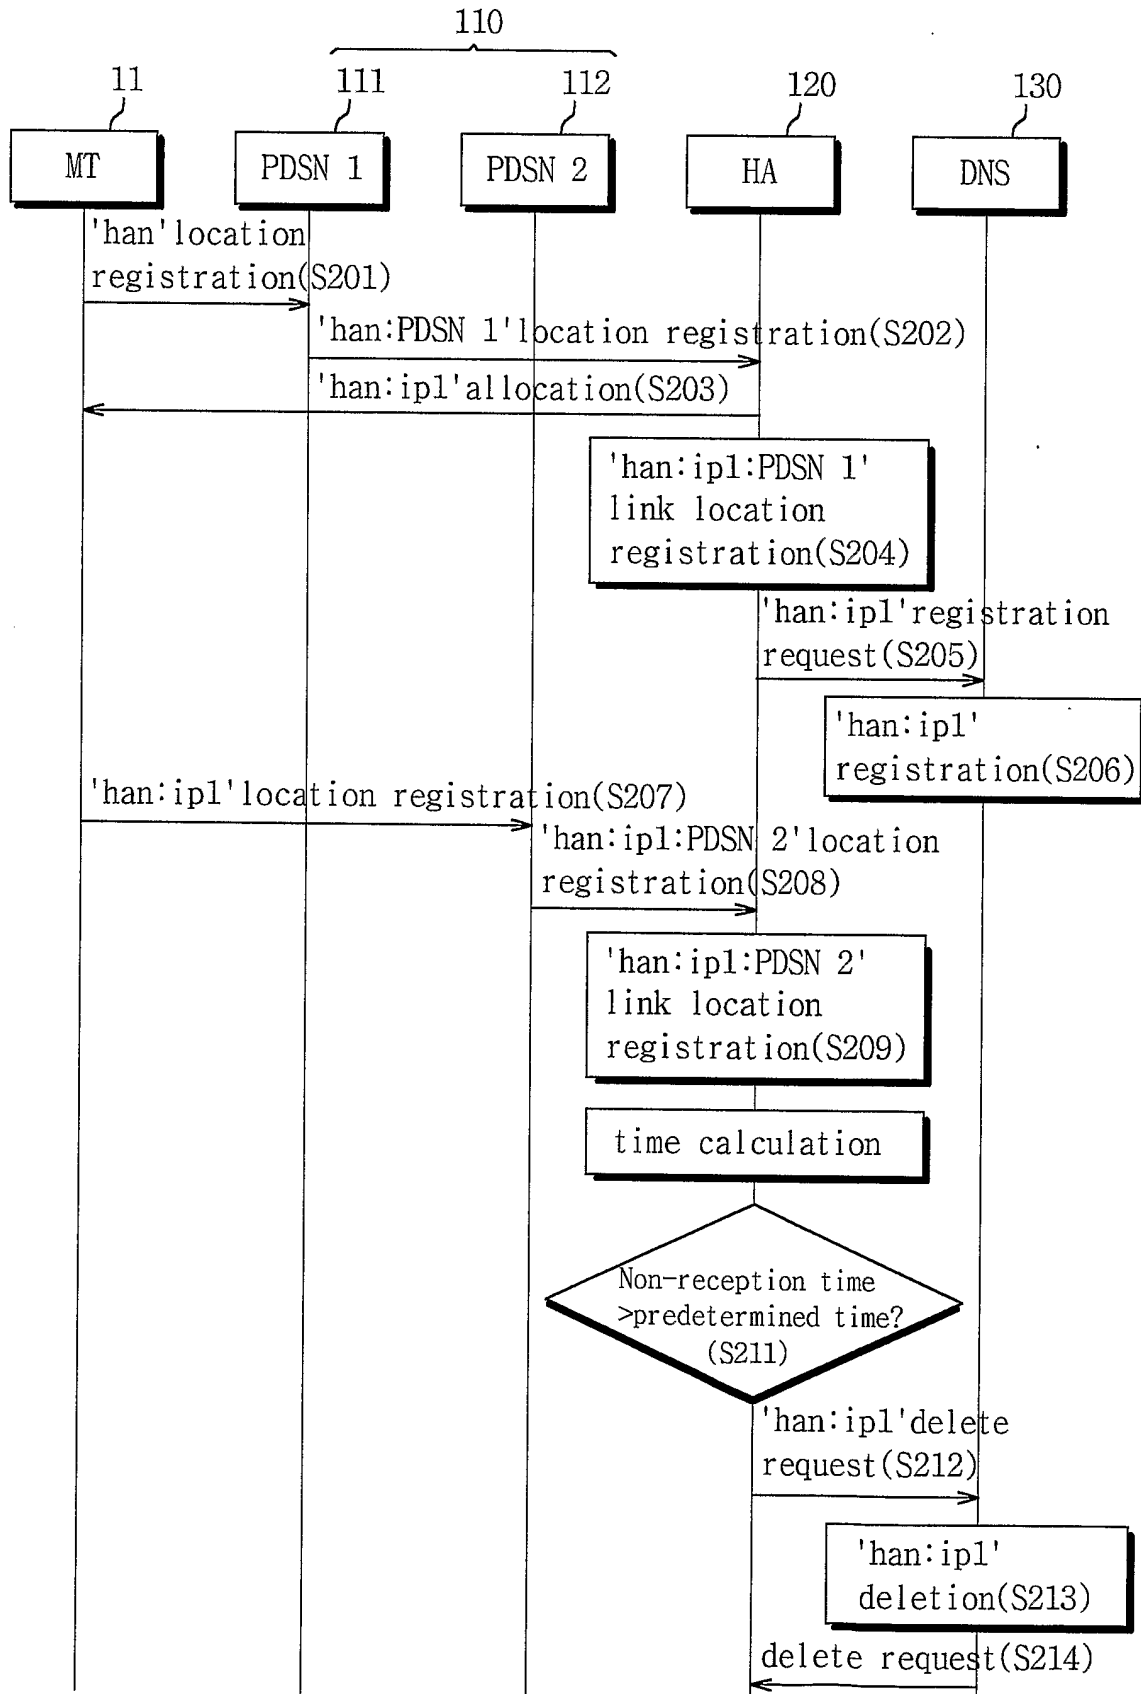 110
11
111
112
120
130
MT
PDSN 1
PDSN 2
HA
DNS
'han'location
registration(S201)
'han:PDSN 1'location registration(S202)
'han:ip1'allocation(S203)
'han:ip1:PDSN 1'
link location
registration(S204)
'han:ip1'registration
request(S205)
'han:ip1'
registration(S206)
'han:ip1'location registration(S207)
'han:ip1:PDSN 2'location
registration(S208)
'han:ip1:PDSN 2'
link location
registration(S209)
time calculation
Non-reception time
>predetermined time?
(S211)
'han:ip1'delete
request(S212)
'han:ip1'
deletion(S213)
delete request(S214)